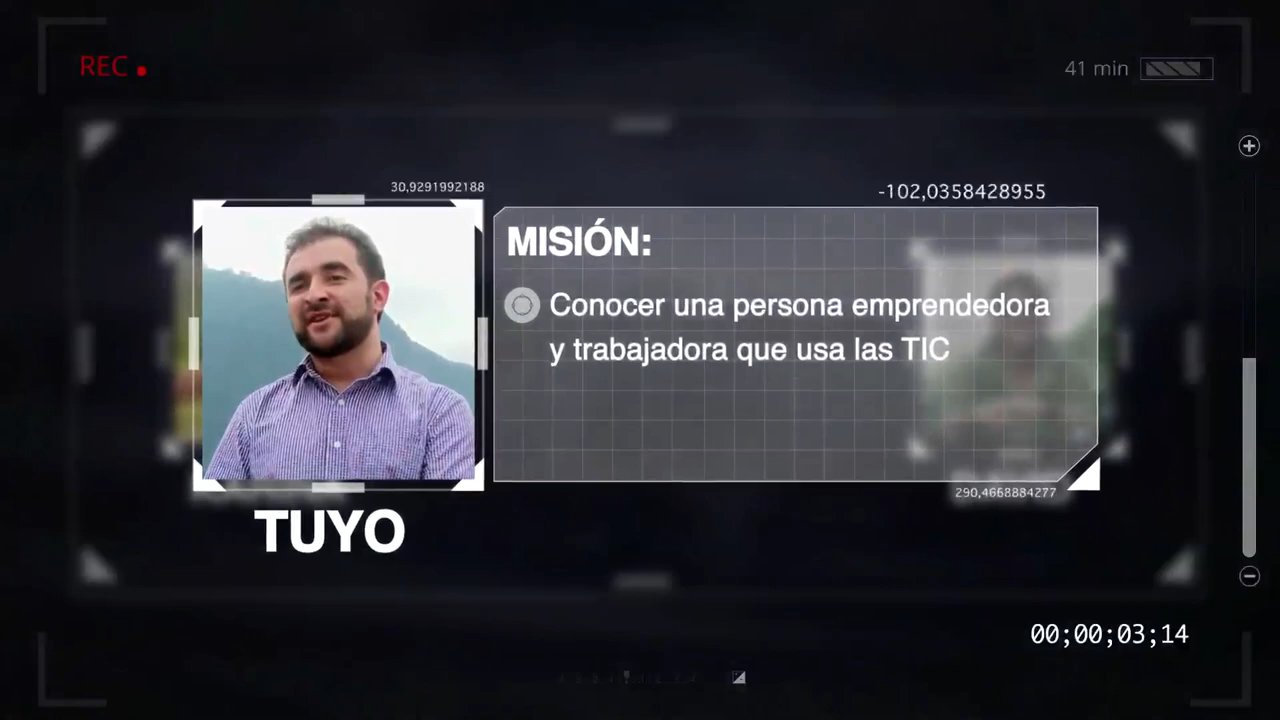 REC
41 min
30,9291992188
-102,0358428955
MISIÓN:
Conocer una persona emprendedora
y trabajadora que usa las TIC
290,4668884277
TUYO
00;00;03;14